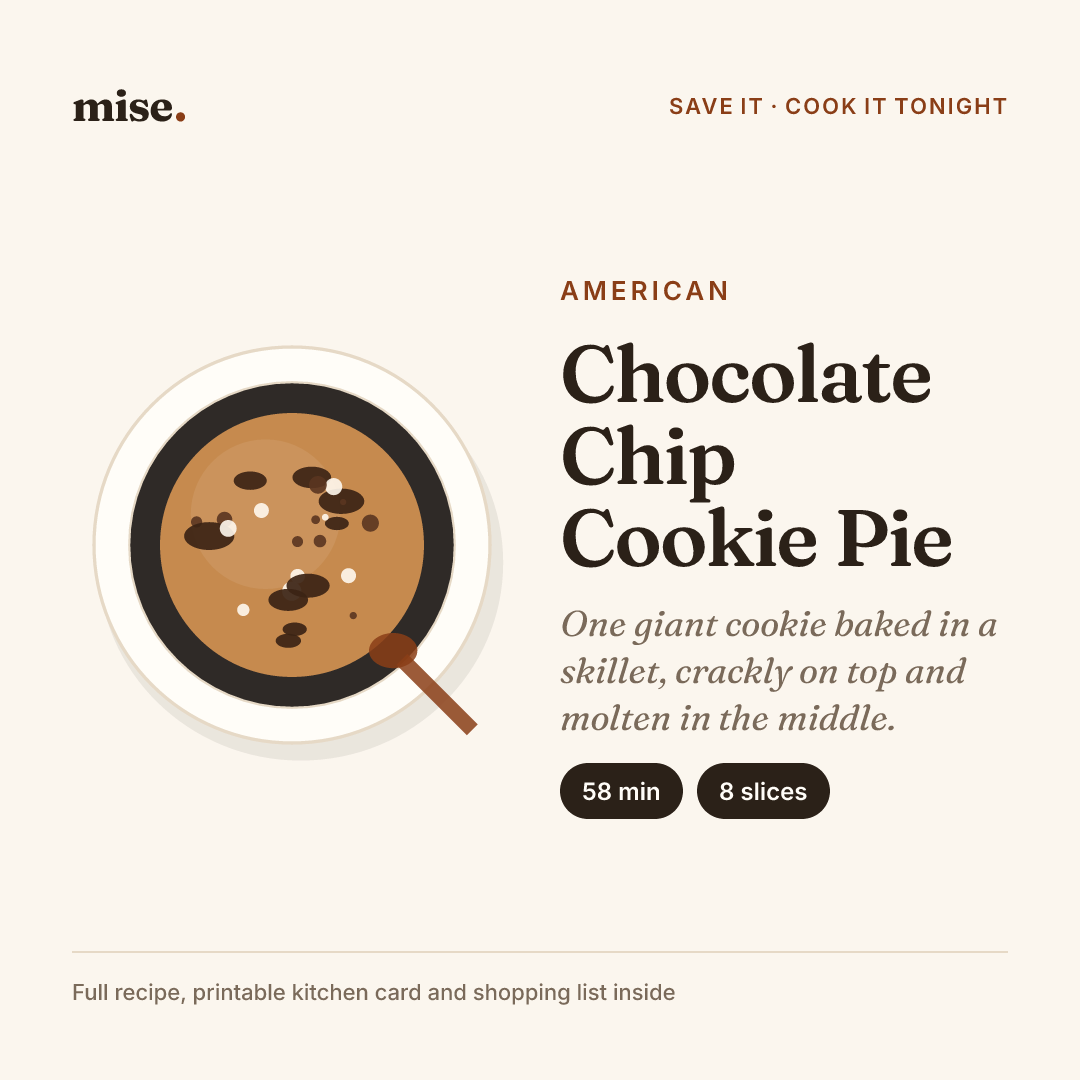 mise.
SAVE IT · COOK IT TONIGHT
AMERICAN
Chocolate
Chip
Cookie Pie
One giant cookie baked in a
skillet, crackly on top and
molten in the middle.
58 min
8 slices
Full recipe, printable kitchen card and shopping list inside